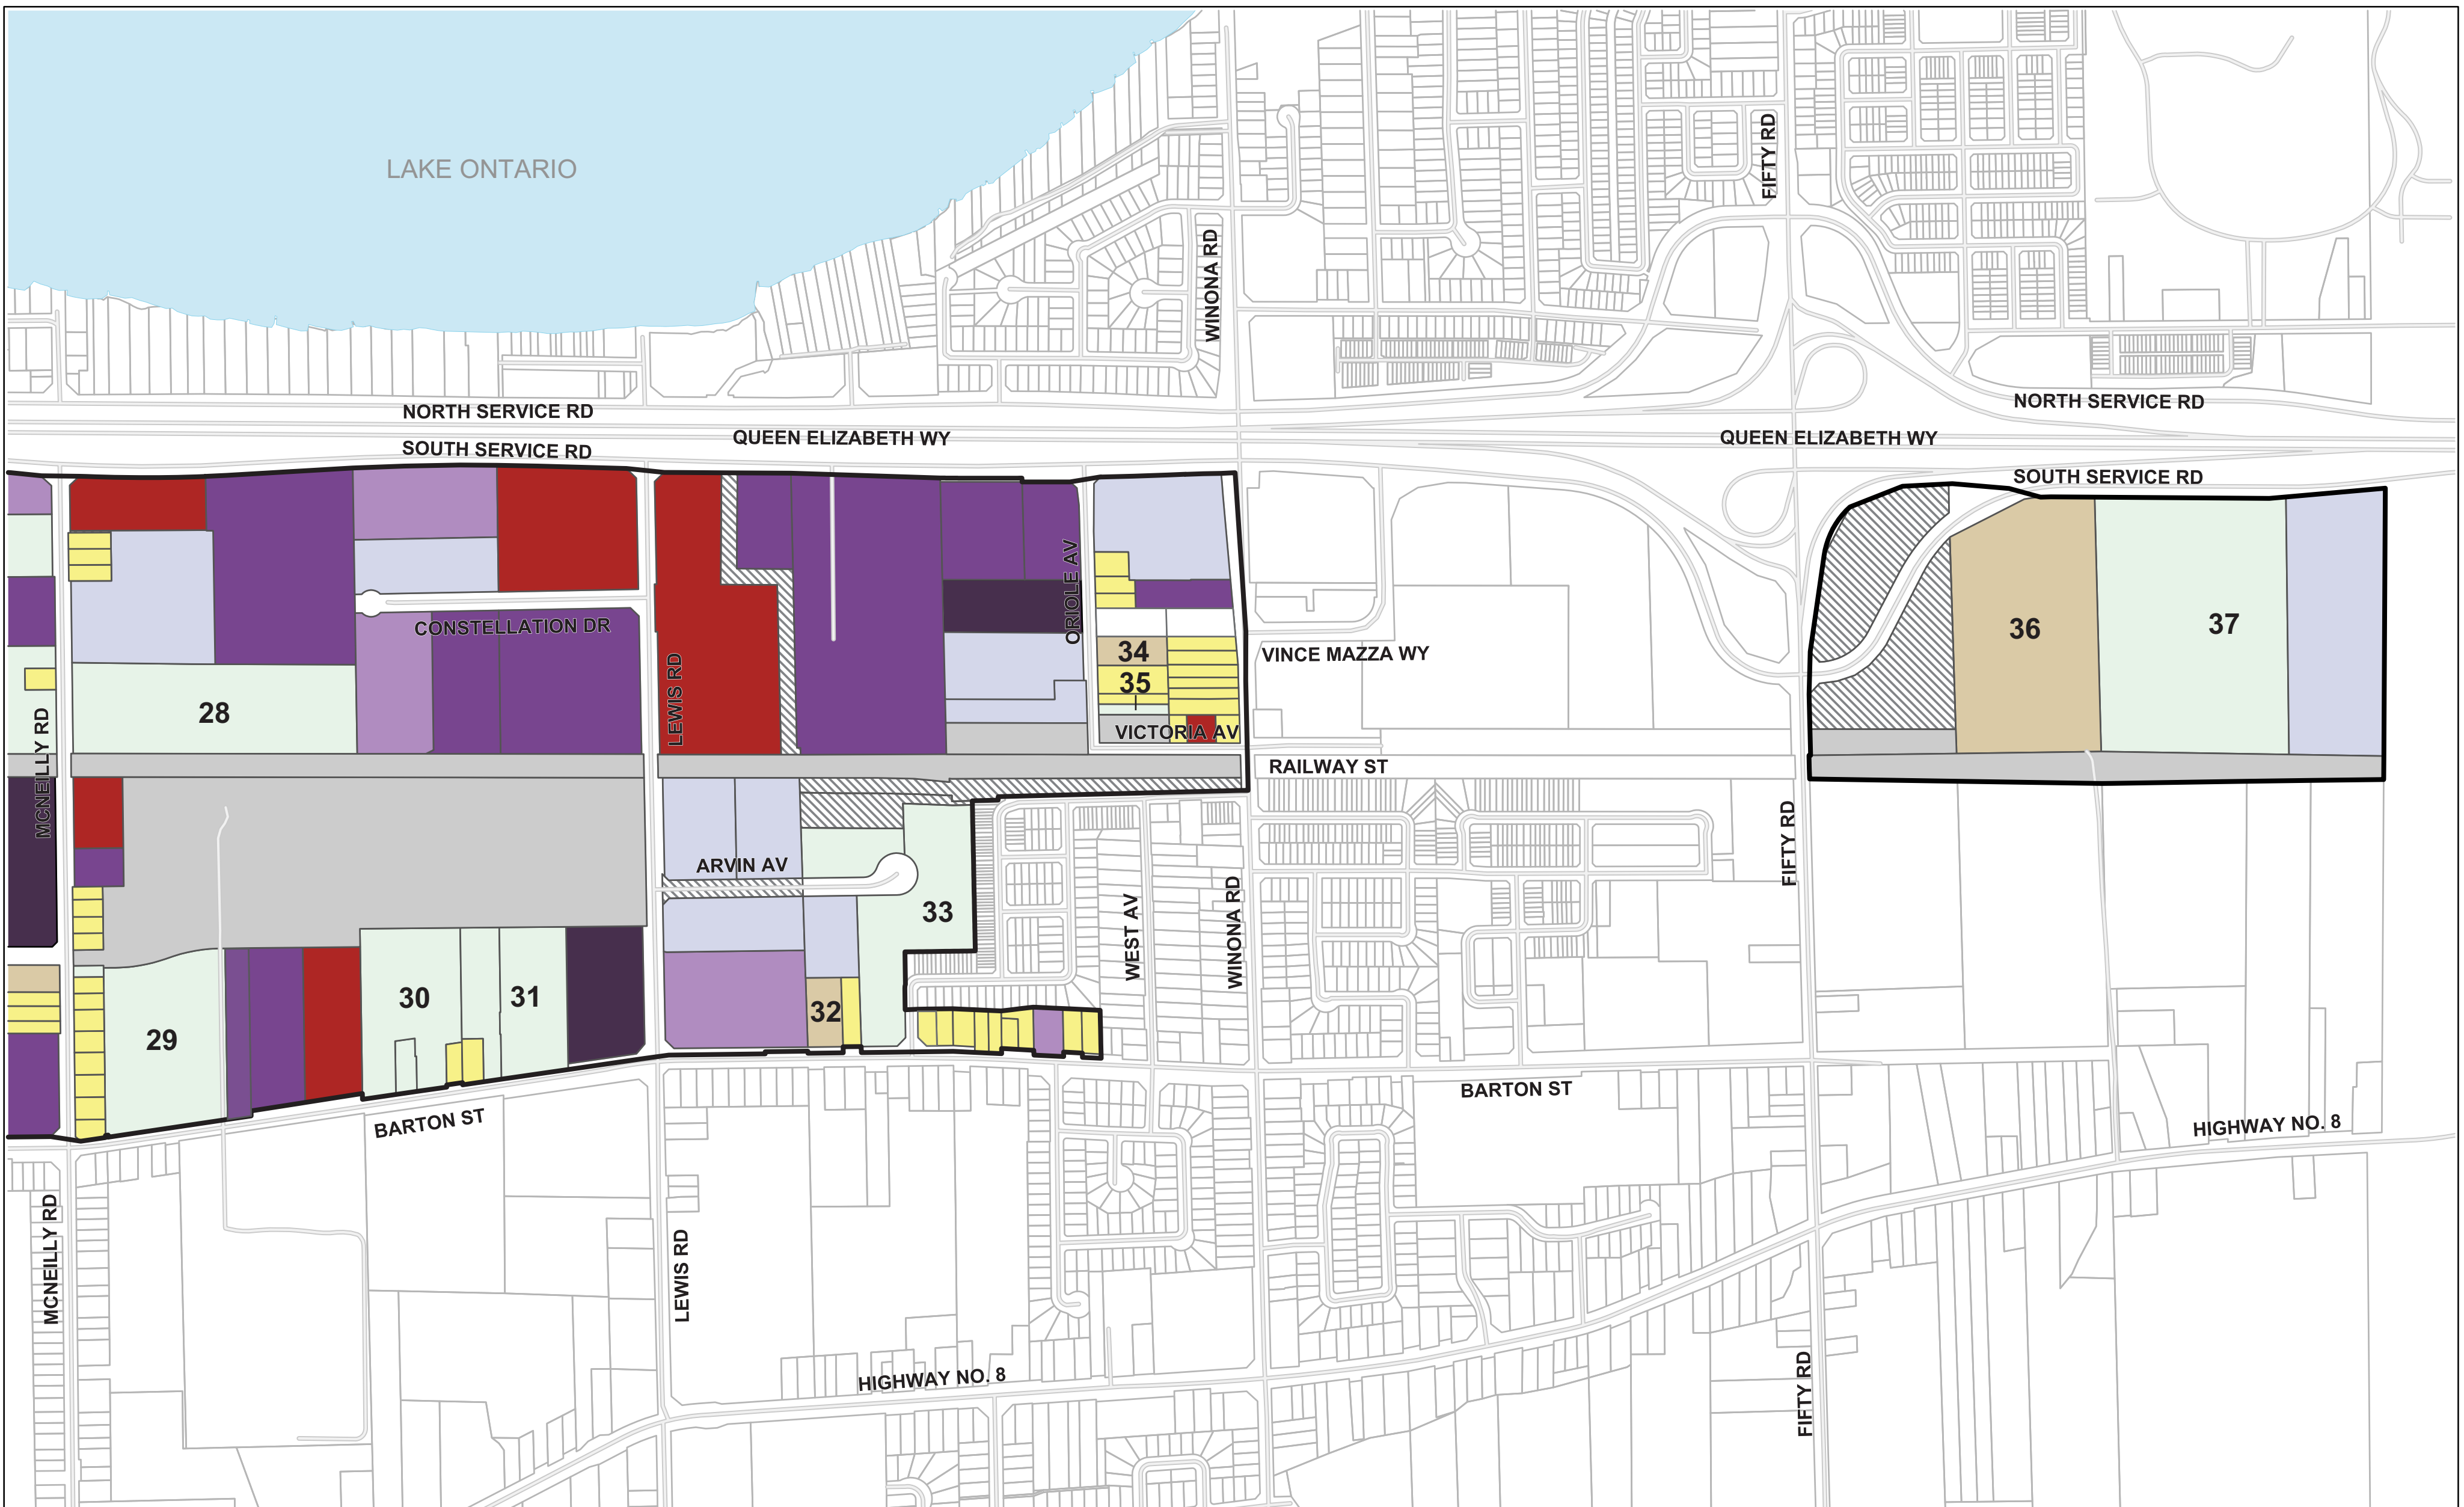 FIFTY RD
LAKE ONTARIO
WINONA RD
NORTH SERVICE RD
NORTH SERVICE RD
QUEEN ELIZABETH WY
QUEEN ELIZABETH WY
SOUTH SERVICE RD
SOUTH SERVICE RD
ORIOLE AV
CONSTELLATION DR
36
37
34
VINCE MAZZA WY
35
LEWIS RD
28
VICTORIA AV
MCNEILLY RD
RAILWAY ST
FIFTY RD
ARVIN AV
33
WEST AV
WINONA RD
30
31
32
29
BARTON ST
BARTON ST
HIGHWAY NO. 8
MCNEILLY RD
LEWIS RD
HIGHWAY NO. 8
FIFTY RD